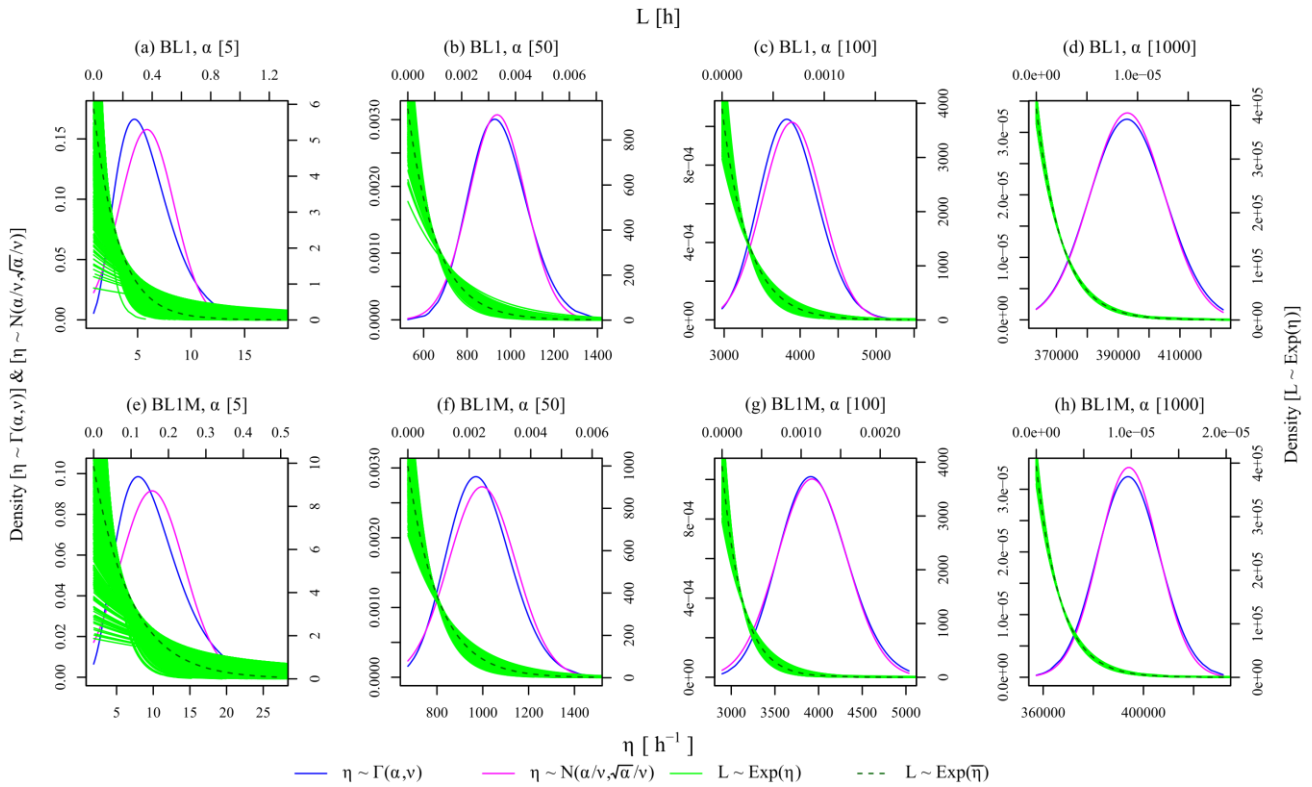 L [h]
(a) BL1, α [5]
(b) BL1, α [50]
(c) BL1, α [100]
(d) BL1, α [1000]
0.0 0.4 0.8 1.2
0.000 0.002 0.004 0.006
0.0000 0.0010
0.0e+00 1.0e−05
0.00 0.05 0.10 0.15
0 1 2 3 4 5 6
0.0000 0.0010 0.0020 0.0030
0 200 400 600 800
0e+00 4e−04 8e−04
0 1000 2000 3000 4000
0.0e+00 1.0e−05 2.0e−05 3.0e−05
0e+00 1e+05 2e+05 3e+05 4e+05
5 10 15
600 800 1000 1200 1400
3000 4000 5000
370000 390000 410000
Density [η ~ Γ(α,ν)] & [η ~ N(α/ν,√α/ν)]
Density [L ~ Exp(η)]
(e) BL1M, α [5]
(f) BL1M, α [50]
(g) BL1M, α [100]
(h) BL1M, α [1000]
0.0 0.1 0.2 0.3 0.4 0.5
0.000 0.002 0.004 0.006
0.0000 0.0010 0.0020
0.0e+00 1.0e−05 2.0e−05
0.00 0.02 0.04 0.06 0.08 0.10
0 2 4 6 8 10
0.0000 0.0010 0.0020 0.0030
0 200 400 600 800 1000
0e+00 4e−04 8e−04
0 1000 2000 3000 4000
0.0e+00 1.0e−05 2.0e−05 3.0e−05
0e+00 1e+05 2e+05 3e+05 4e+05
5 10 15 20 25
800 1000 1200 1400
3000 3500 4000 4500 5000
360000 400000
η [ h⁻¹ ]
η ~ Γ(α,ν) η ~ N(α/ν,√α/ν) L ~ Exp(η) L ~ Exp(η̅)